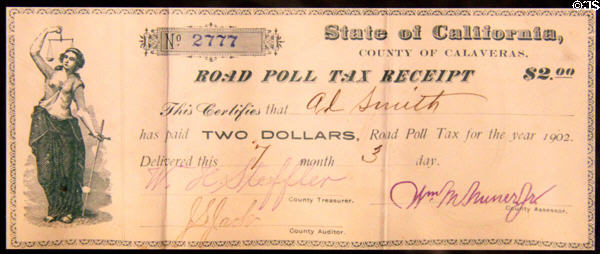 No 2777
State of California,
COUNTY OF CALAVERAS.
ROAD POLL TAX RECEIPT $2.00
This Certifies that Ad Smith
has paid TWO DOLLARS, Road Poll Tax for the year 1902.
Delivered this 7 month 3 day.
County Treasurer.
County Assessor.
County Auditor.